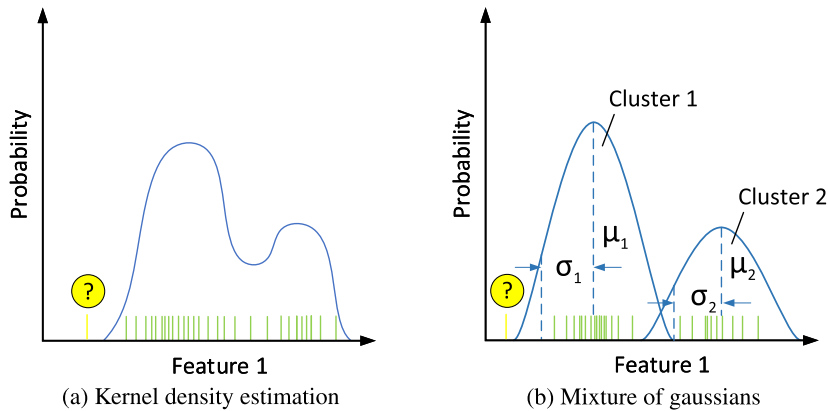 Probability
?
Feature 1
(a) Kernel density estimation
Probability
Cluster 1
Cluster 2
μ1
σ1
μ2
σ2
?
Feature 1
(b) Mixture of gaussians